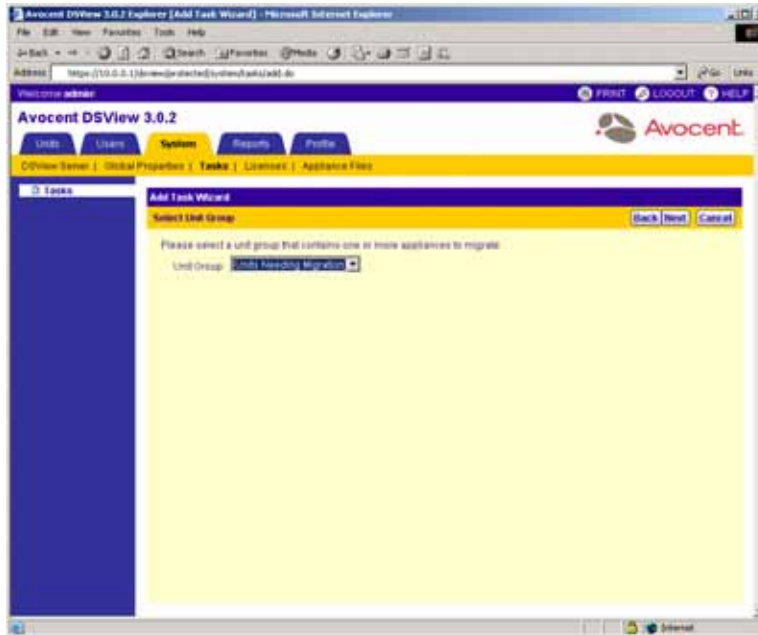 Avocent DSView 3.0.2 Explorer [Add Task Wizard] - Microsoft Internet Explorer
File Edit View Favorites Tools Help
Back Search Favorites Media
Address Go Links
Welcome admin PRINT LOGOUT ? HELP
Avocent DSView 3.0.2
Avocent.
Units Users System Reports Profile
DSView Server | Global Properties | Tasks | Licenses | Appliance Files
Tasks
Add Task Wizard
Select Unit Group Back Next Cancel
Please select a unit group that contains one or more appliances to migrate
Unit Group Units Needing Migration
Internet